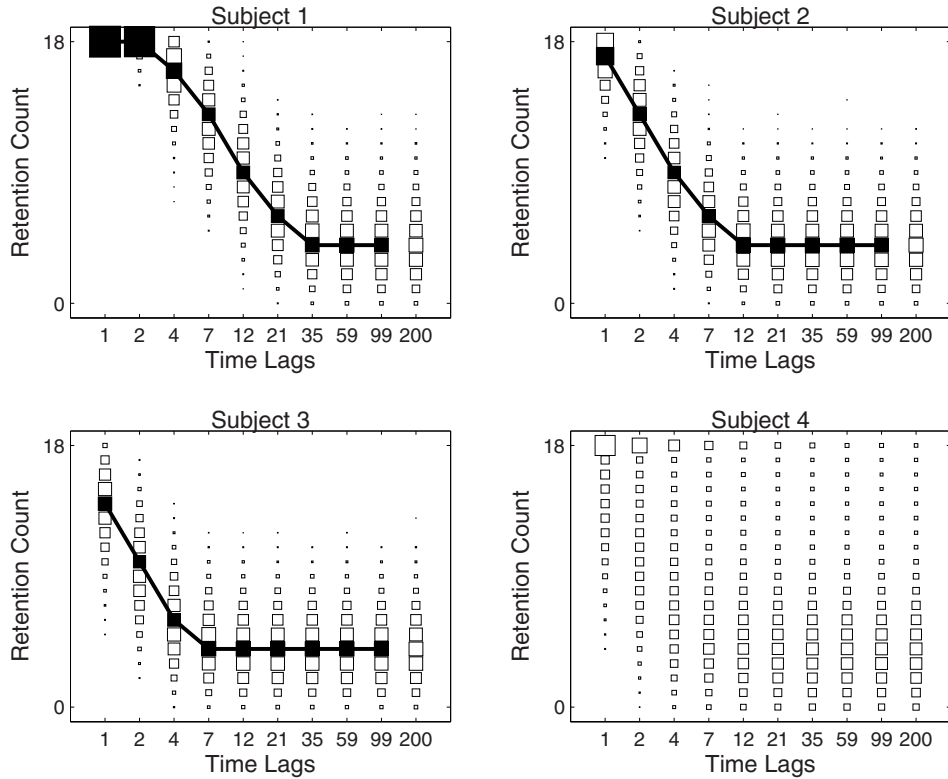 Subject 1
18
0
Retention Count
1 2 4 7 12 21 35 59 99 200
Time Lags
Subject 2
18
0
Retention Count
1 2 4 7 12 21 35 59 99 200
Time Lags
Subject 3
18
0
Retention Count
1 2 4 7 12 21 35 59 99 200
Time Lags
Subject 4
18
0
Retention Count
1 2 4 7 12 21 35 59 99 200
Time Lags